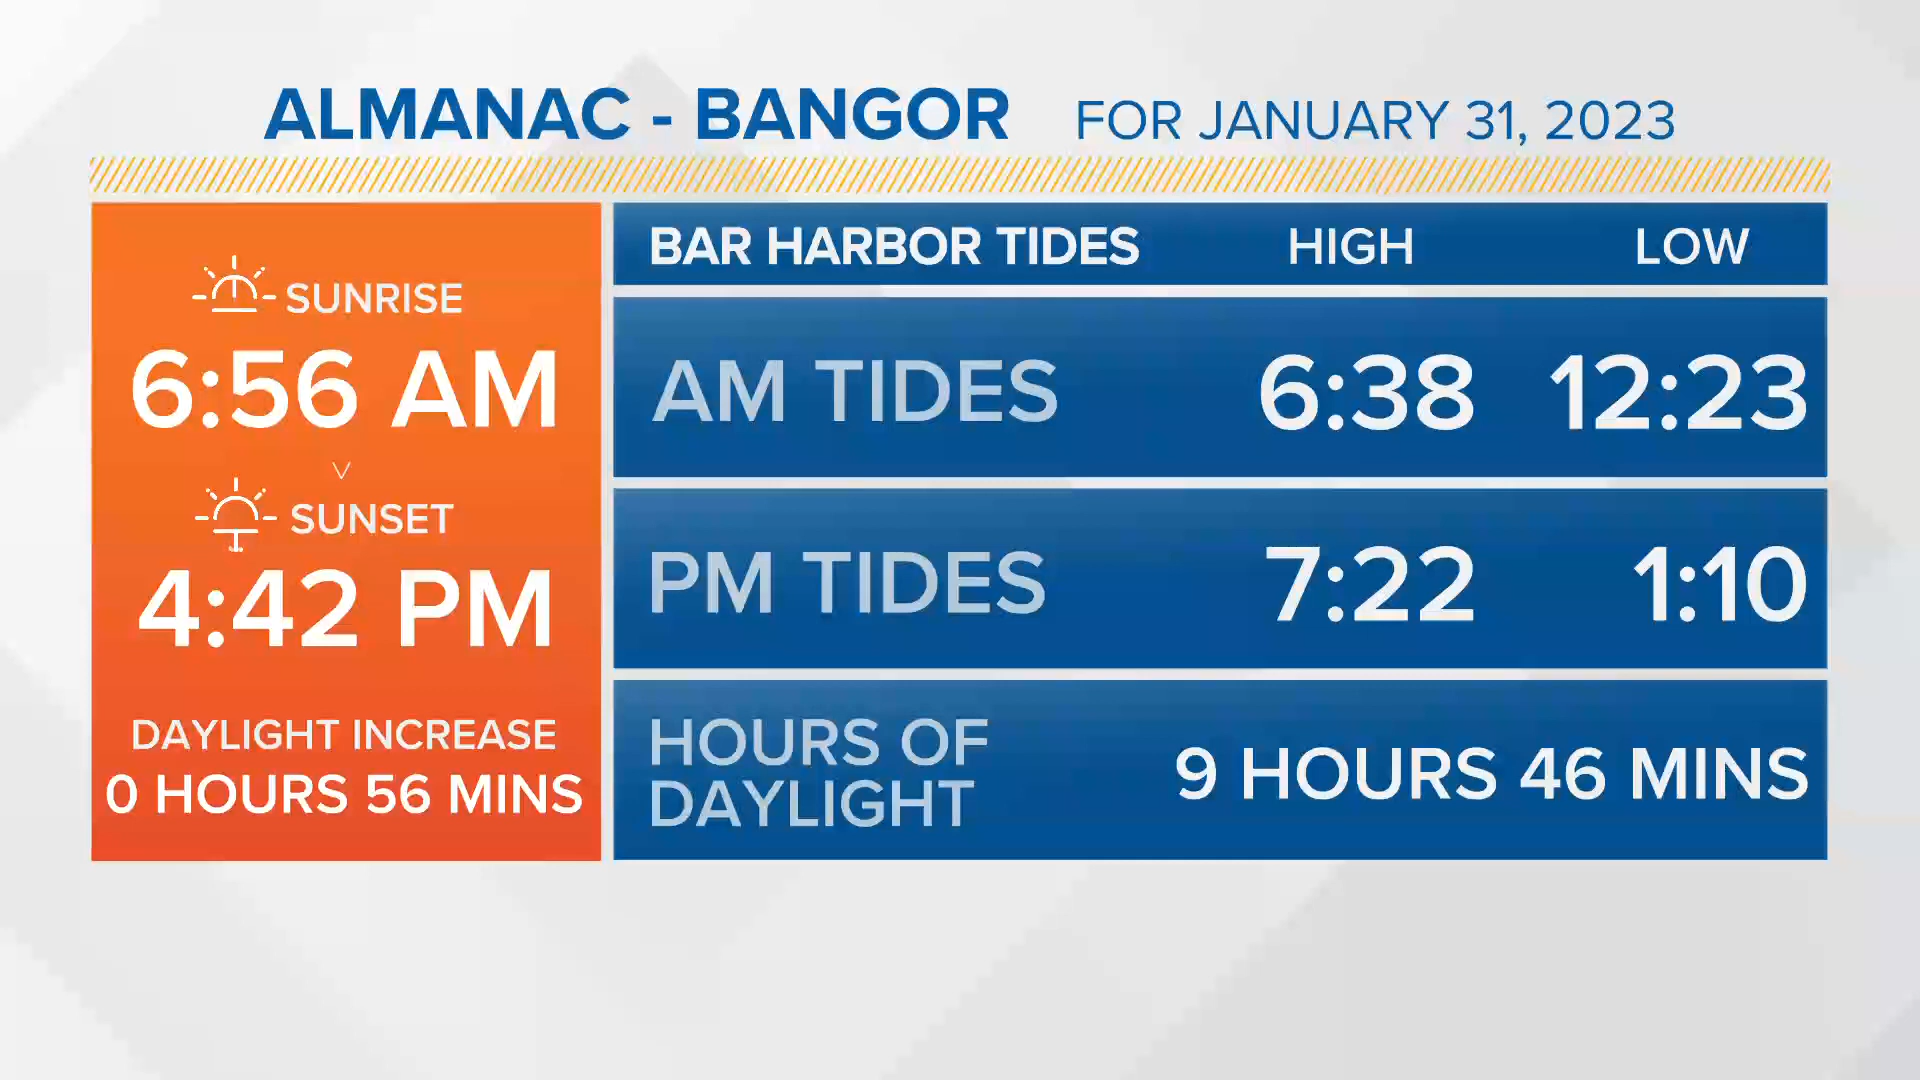 ALMANAC - BANGOR FOR JANUARY 31, 2023
SUNRISE
6:56 AM
SUNSET
4:42 PM
DAYLIGHT INCREASE
0 HOURS 56 MINS
BAR HARBOR TIDES HIGH LOW
AM TIDES 6:38 12:23
PM TIDES 7:22 1:10
HOURS OF
DAYLIGHT
9 HOURS 46 MINS